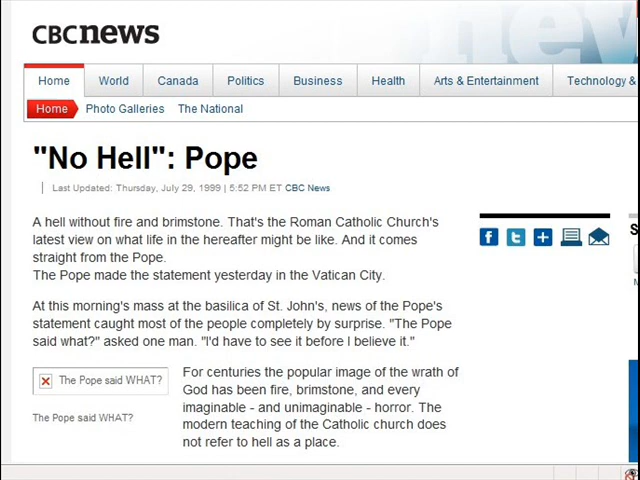 CBCnews
Home World Canada Politics Business Health Arts & Entertainment Technology &
Home Photo Galleries The National
"No Hell": Pope
Last Updated: Thursday, July 29, 1999 | 5:52 PM ET CBC News
A hell without fire and brimstone. That's the Roman Catholic Church's
latest view on what life in the hereafter might be like. And it comes
straight from the Pope.
The Pope made the statement yesterday in the Vatican City.
At this morning's mass at the basilica of St. John's, news of the Pope's
statement caught most of the people completely by surprise. "The Pope
said what?" asked one man. "I'd have to see it before I believe it."
The Pope said WHAT?
The Pope said WHAT?
For centuries the popular image of the wrath of
God has been fire, brimstone, and every
imaginable - and unimaginable - horror. The
modern teaching of the Catholic church does
not refer to hell as a place.